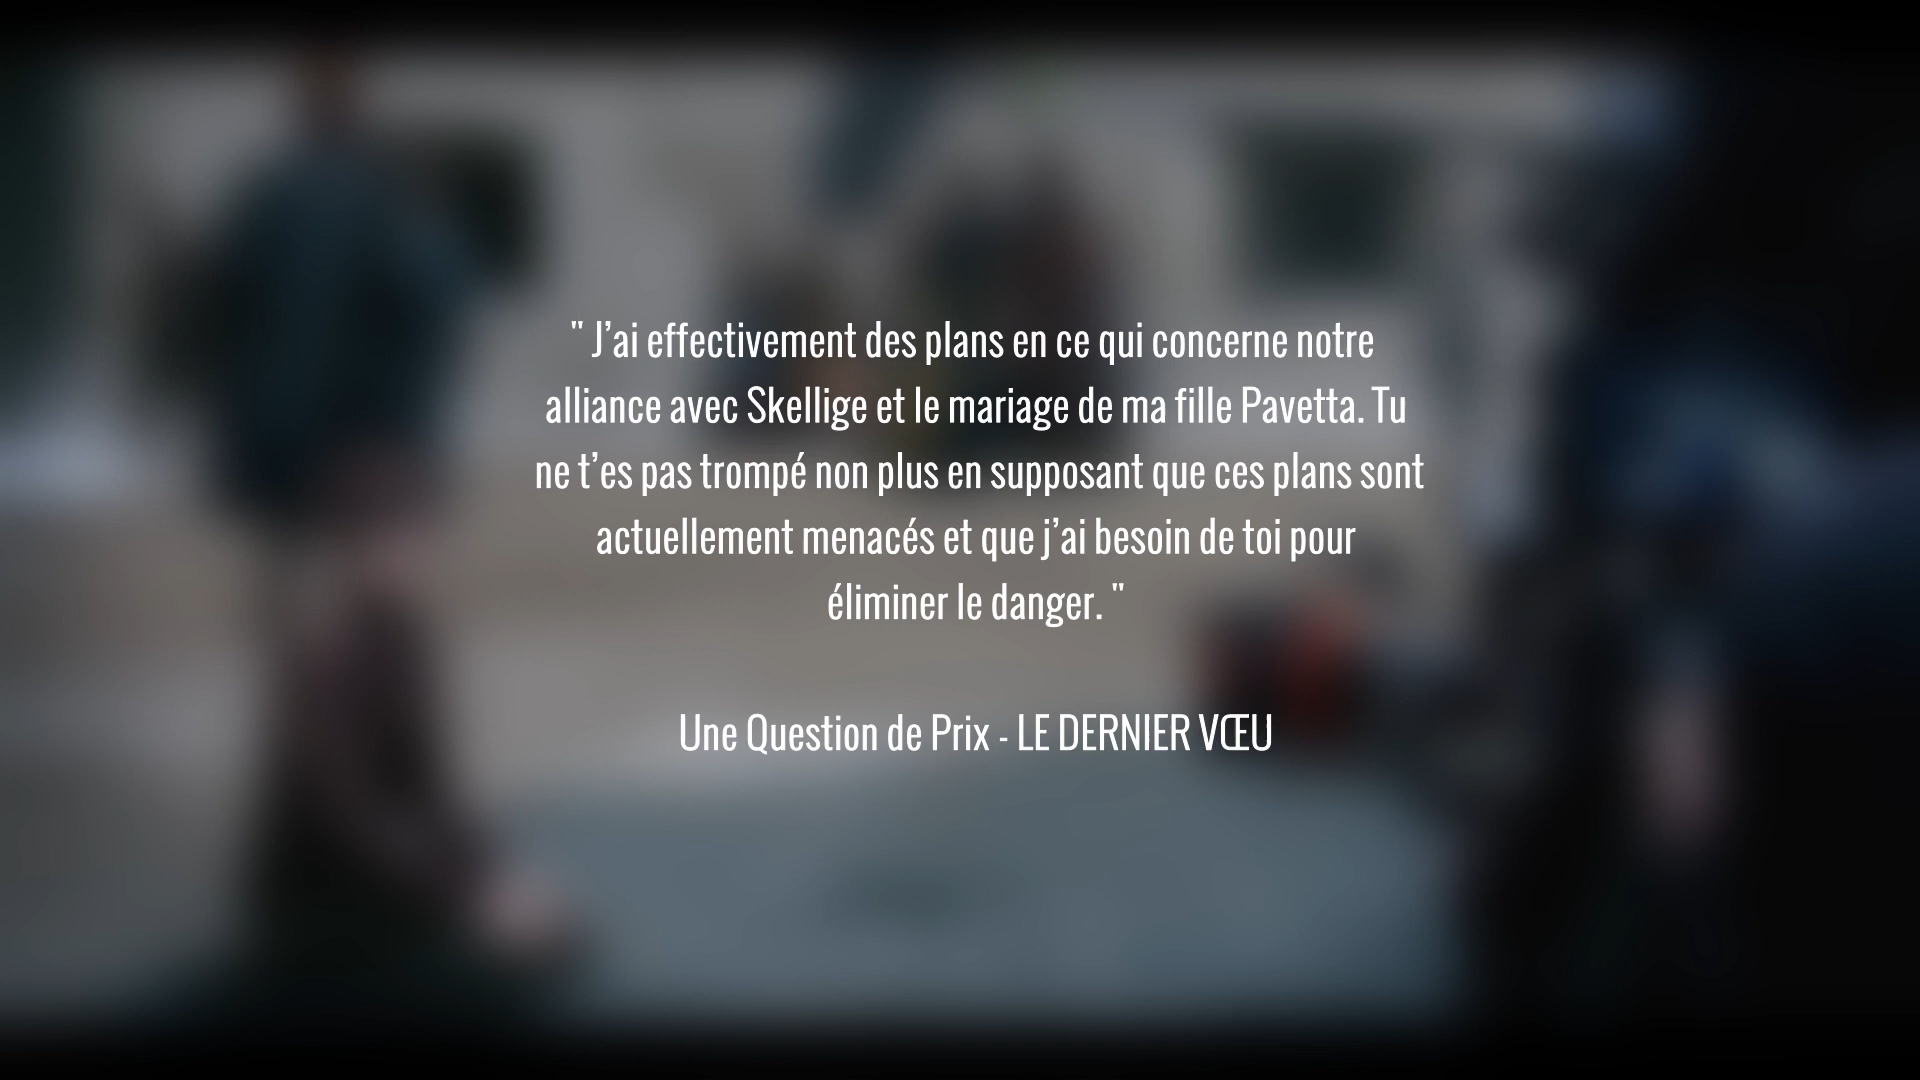 " J’ai effectivement des plans en ce qui concerne notre
alliance avec Skellige et le mariage de ma fille Pavetta. Tu
ne t’es pas trompé non plus en supposant que ces plans sont
actuellement menacés et que j’ai besoin de toi pour
éliminer le danger. "
Une Question de Prix - LE DERNIER VŒU